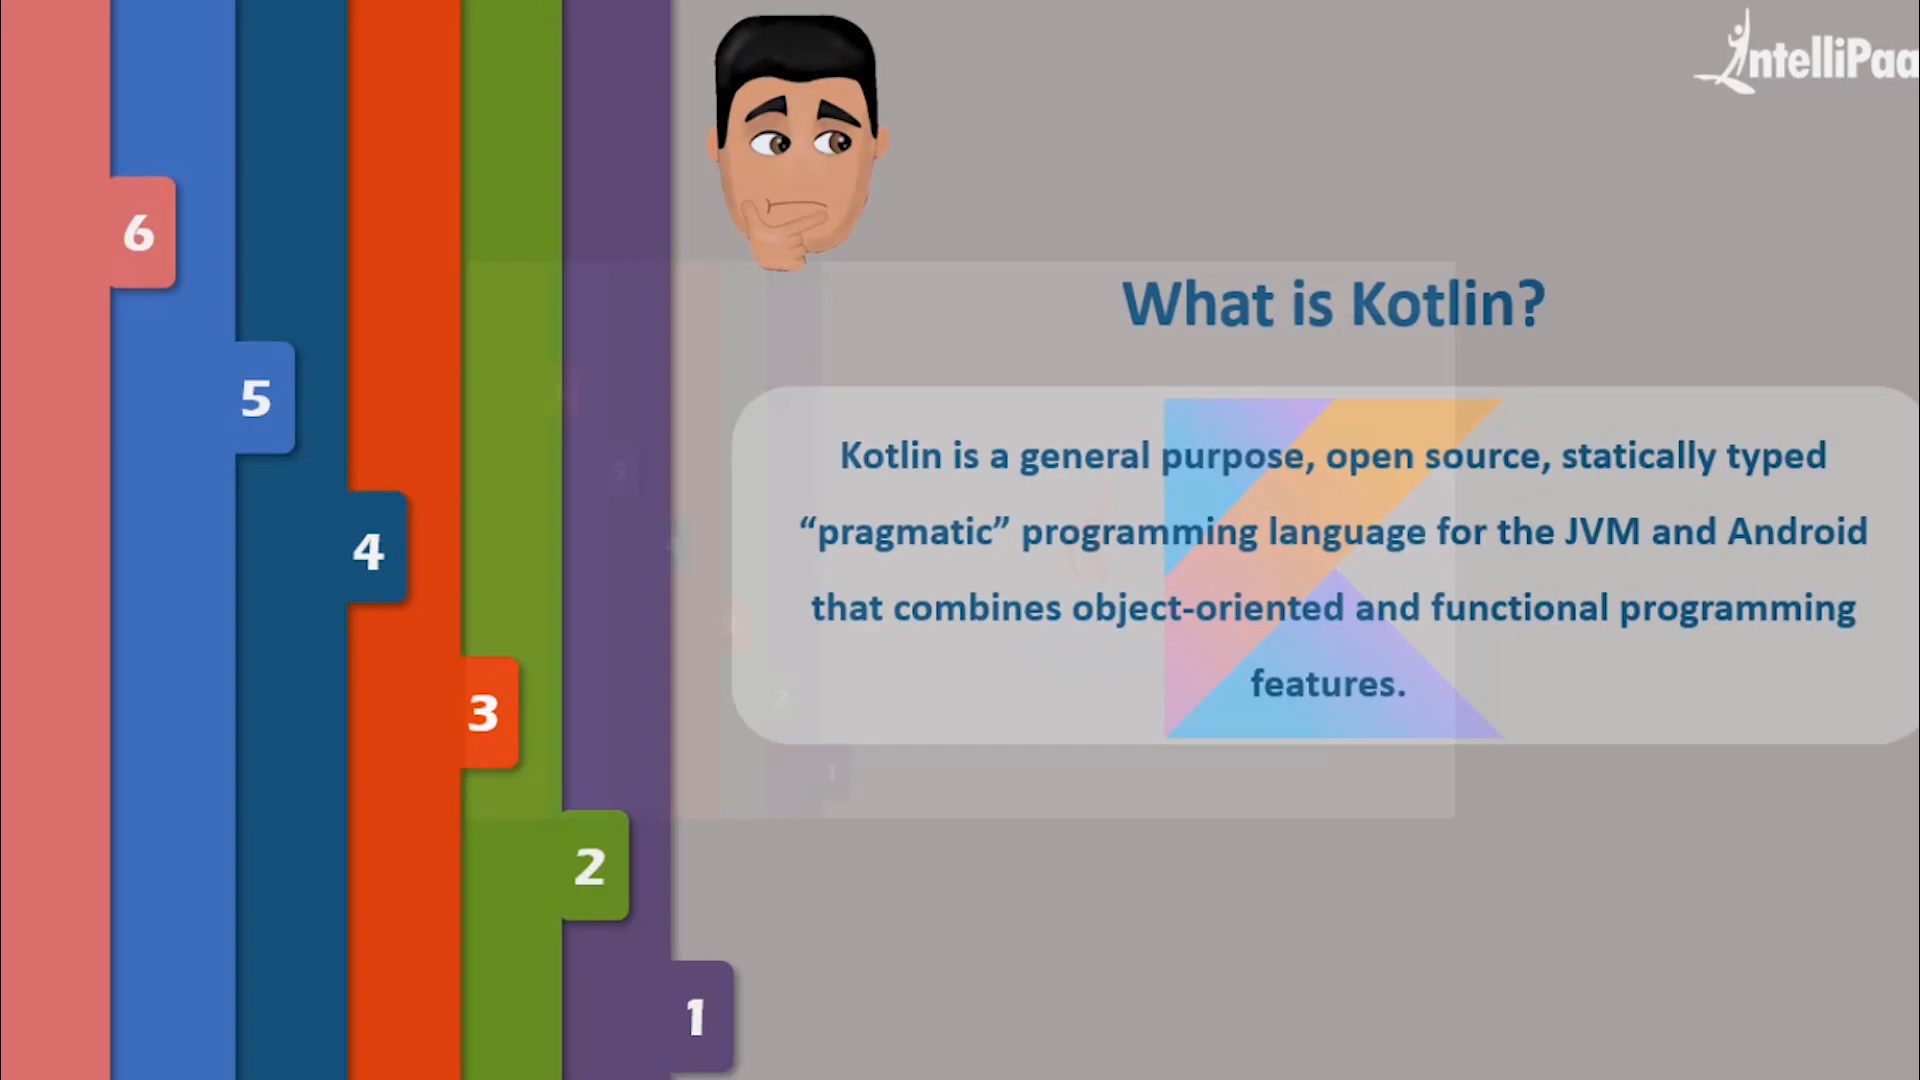 IntelliPaa
6
5
4
3
2
1
What is Kotlin?
Kotlin is a general purpose, open source, statically typed
“pragmatic” programming language for the JVM and Android
that combines object-oriented and functional programming
features.